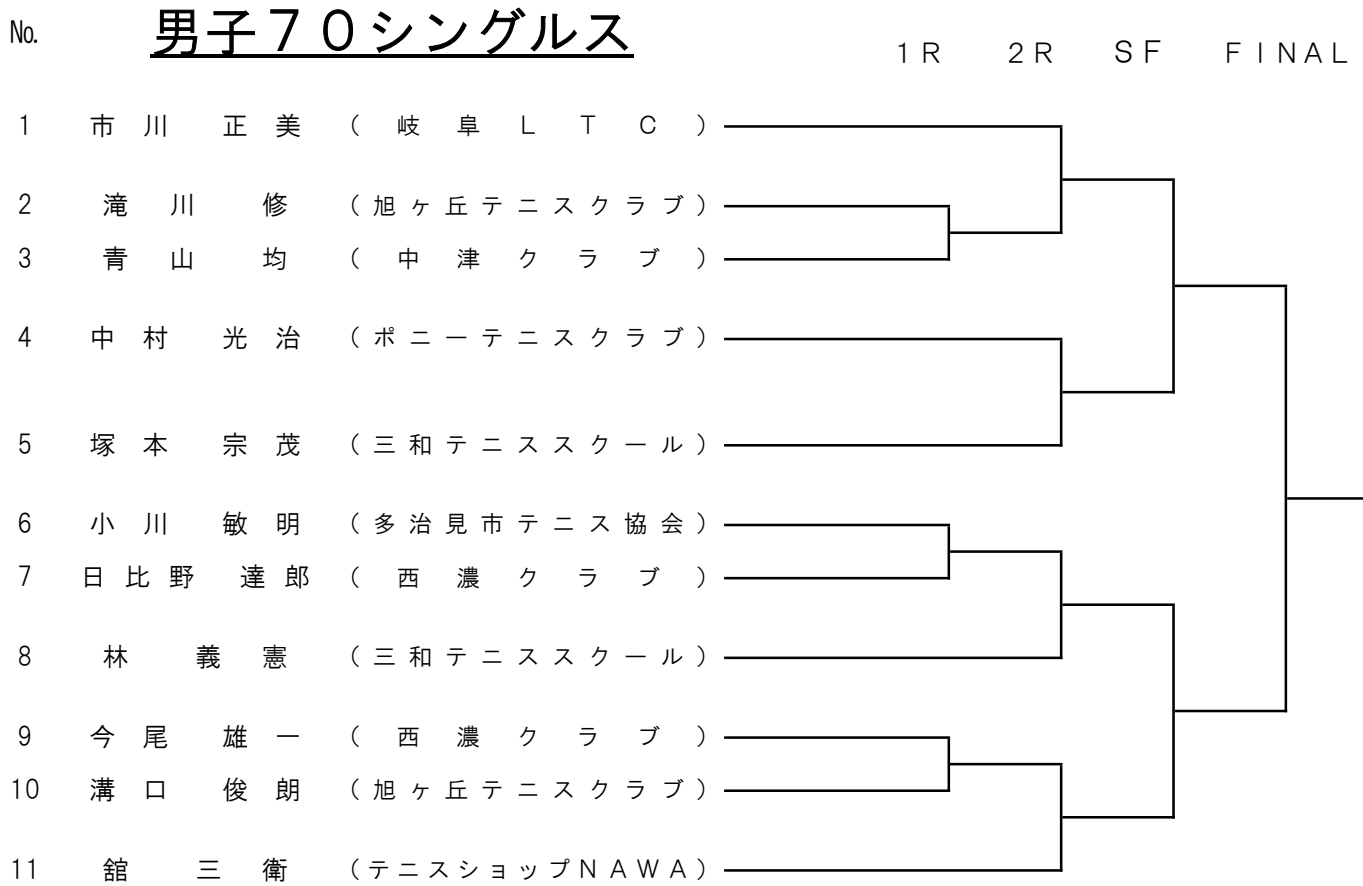 No. 男子７０シングルス １Ｒ ２Ｒ ＳＦ ＦＩＮＡＬ
1 市川 正美 （岐阜ＬＴＣ）
2 滝川 修 （旭ヶ丘テニスクラブ）
3 青山 均 （中津クラブ）
4 中村 光治 （ポニーテニスクラブ）
5 塚本 宗茂 （三和テニススクール）
6 小川 敏明 （多治見市テニス協会）
7 日比野 達郎 （西濃クラブ）
8 林 義憲 （三和テニススクール）
9 今尾 雄一 （西濃クラブ）
10 溝口 俊朗 （旭ヶ丘テニスクラブ）
11 舘 三衛 （テニスショップＮＡＷＡ）